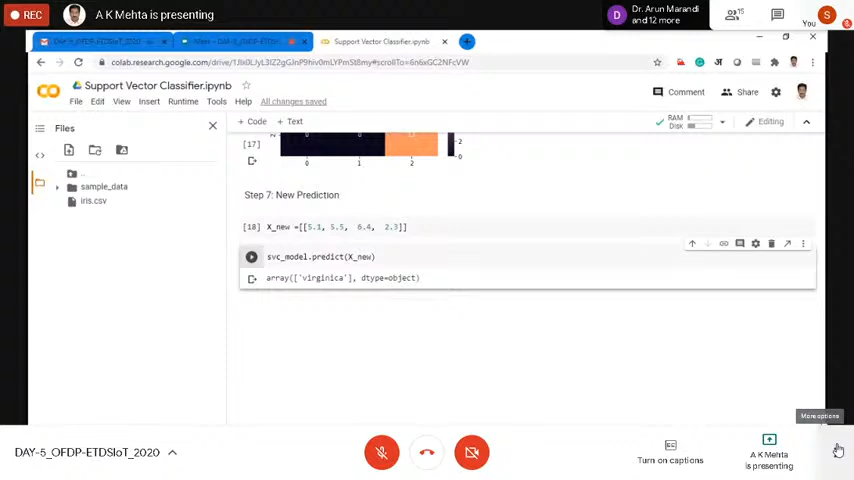 REC
A K Mehta is presenting
D
Dr. Arun Marandi
and 12 more
15
You
S
Support Vector Classifier.ipynb
colab.research.google.com/drive/
Support Vector Classifier.ipynb
File Edit View Insert Runtime Tools Help All changes saved
Comment
Share
+ Code + Text
RAM
Disk
Editing
Files
..
sample_data
iris.csv
[17]
0 1 2
2
0
Step 7: New Prediction
[18] X_new =[[5.1, 5.5, 6.4, 2.3]]
svc_model.predict(X_new)
array(['virginica'], dtype=object)
More options
DAY-5_OFDP-ETDSIoT_2020
Turn on captions
A K Mehta
is presenting